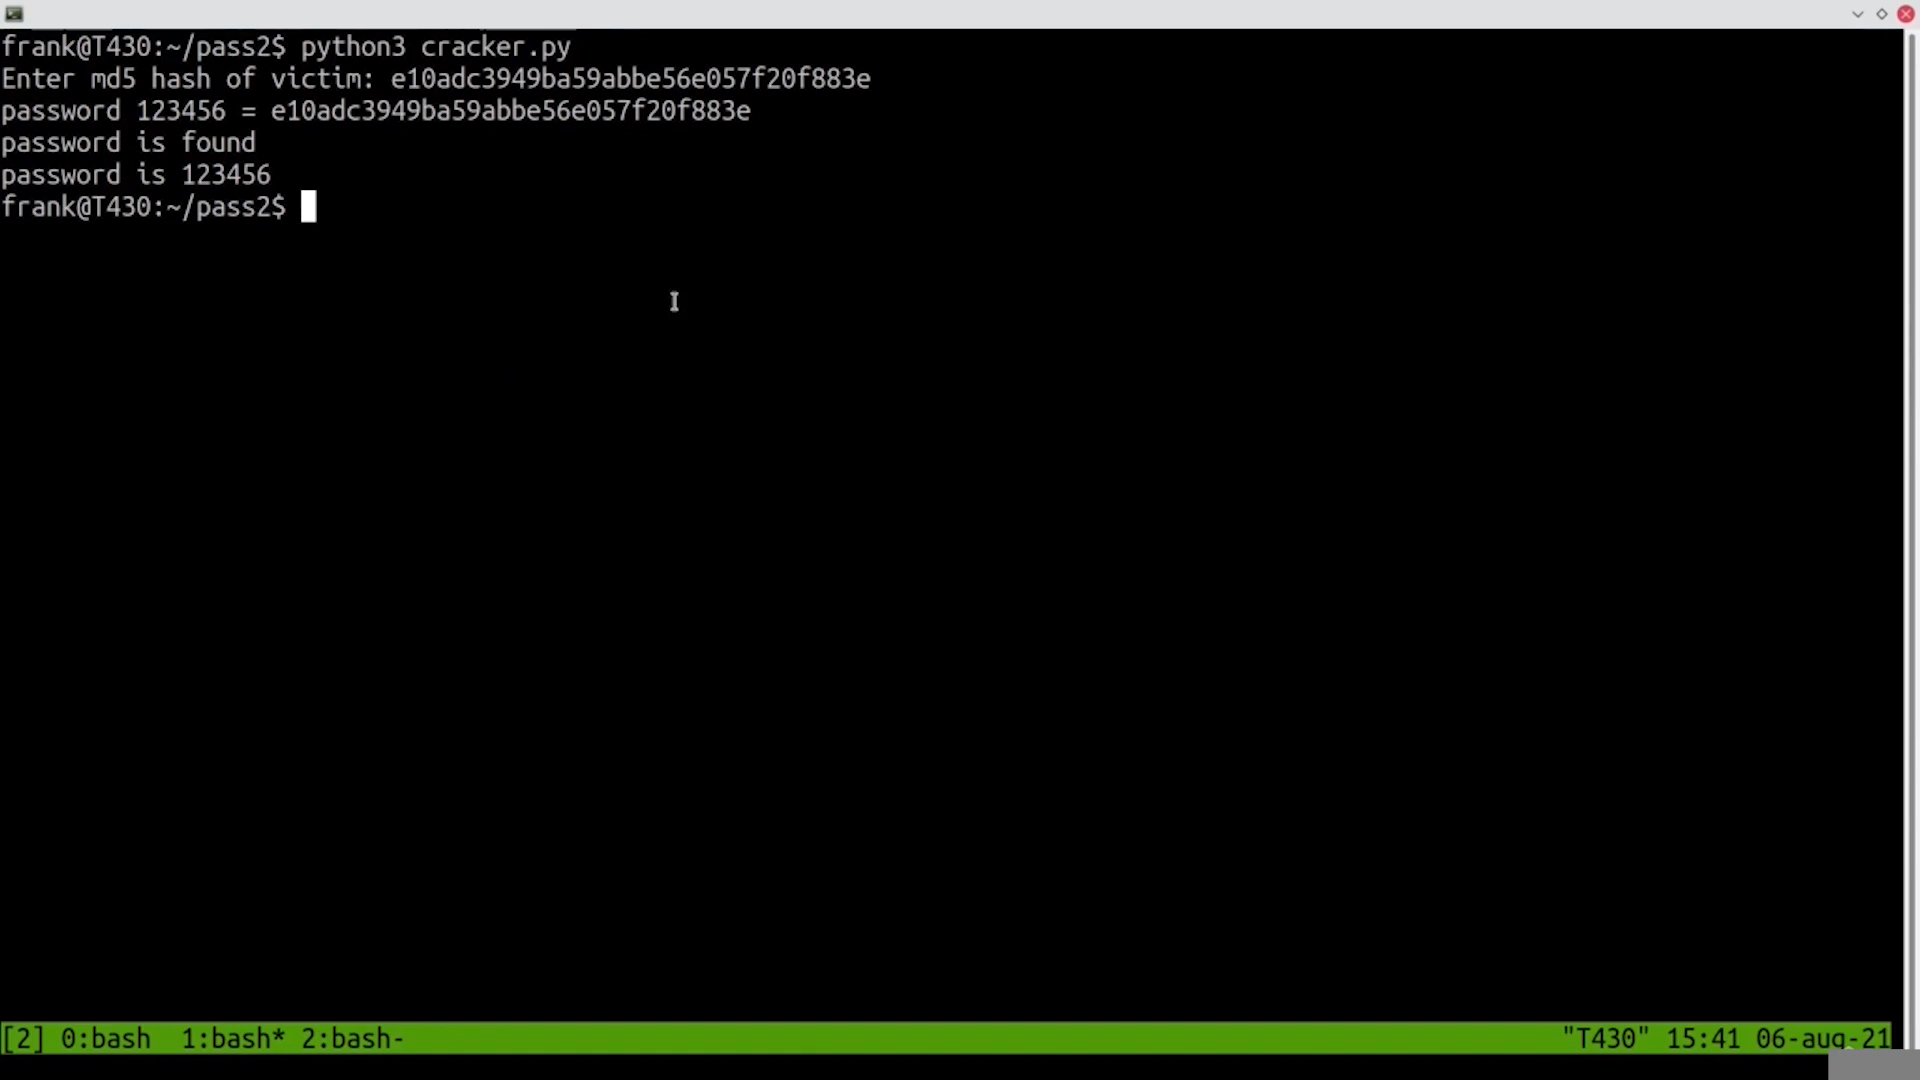 frank@T430:~/pass2$ python3 cracker.py
Enter md5 hash of victim: e10adc3949ba59abbe56e057f20f883e
password 123456 = e10adc3949ba59abbe56e057f20f883e
password is found
password is 123456
frank@T430:~/pass2$
[2] 0:bash  1:bash* 2:bash-    "T430" 15:41 06-aug-21